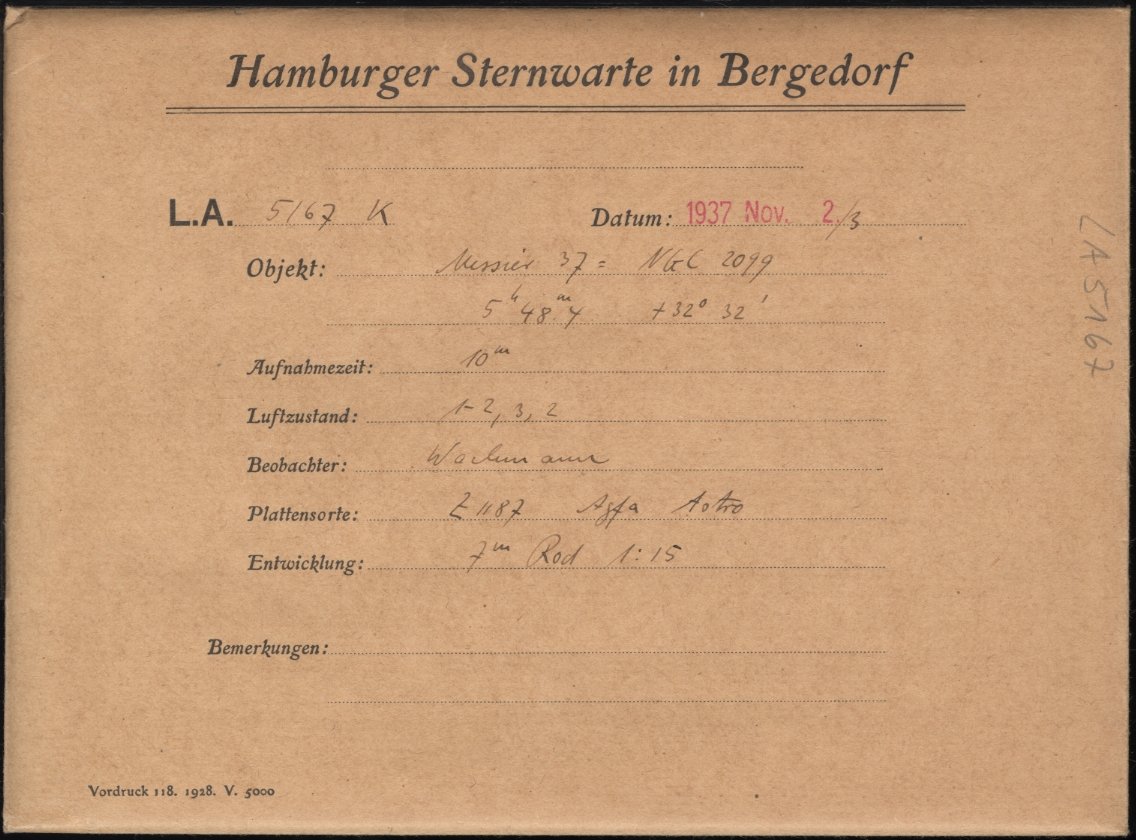 Hamburger Sternwarte in Bergedorf
L.A. 5167 K Datum: 1937 Nov. 2./3
Objekt: Messier 37 = NGC 2099
5h 48m.4 +32° 32'
Aufnahmezeit: 10m
Luftzustand: 1-2, 3, 2
Beobachter: Wachmann
Plattensorte: Z 1187 Agfa Astro
Entwicklung: 7m Rod 1:15
Bemerkungen:
Vordruck 118. 1928. V. 5000
LA 5167